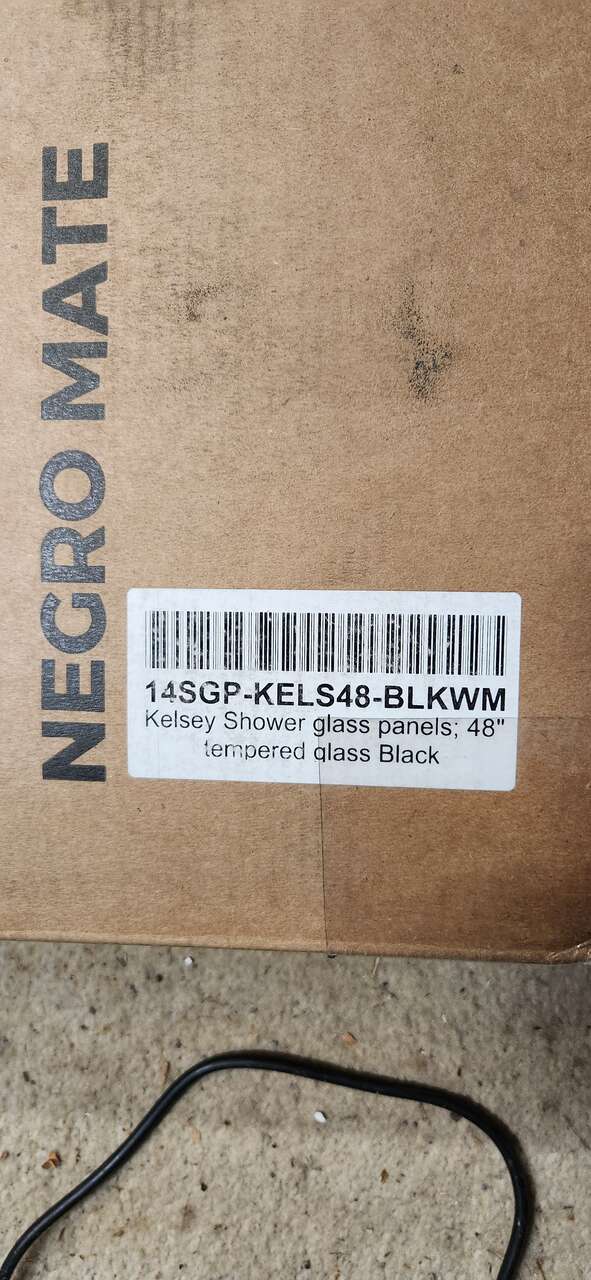 NEGRO MATE
14SGP-KELS48-BLKWM
Kelsey Shower glass panels; 48"
tempered glass Black